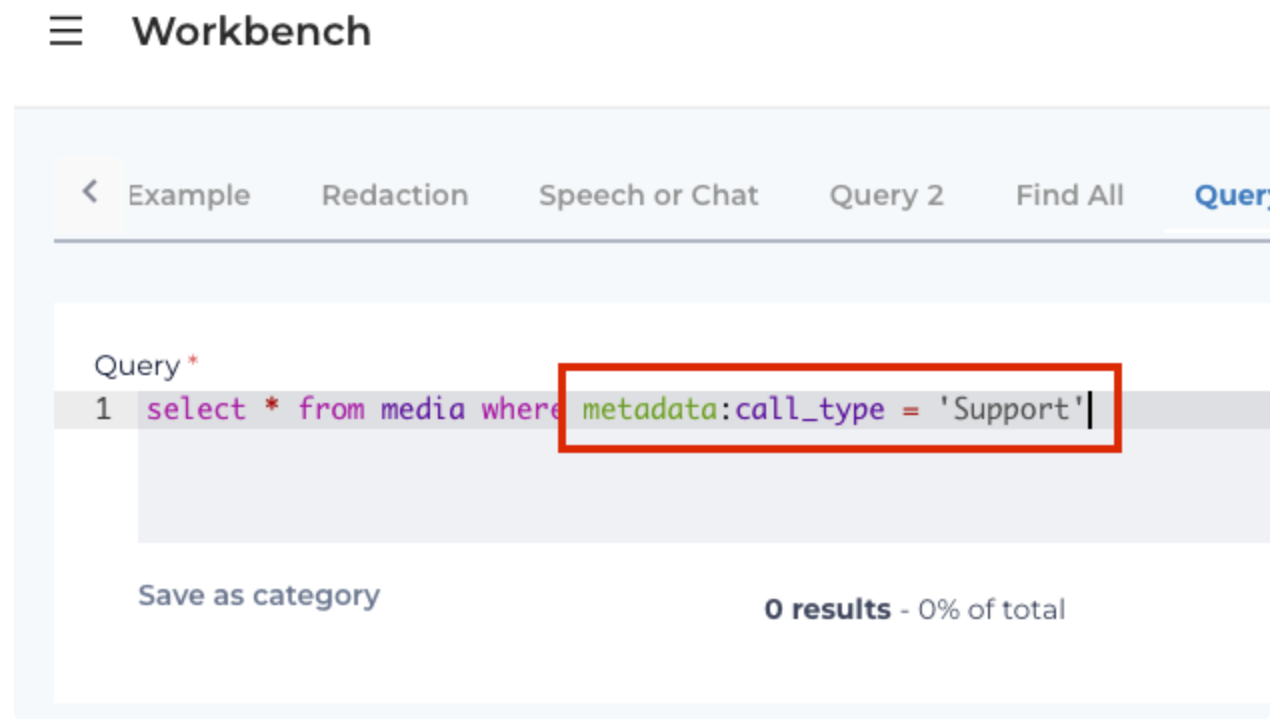 Workbench
Example Redaction Speech or Chat Query 2 Find All Query
Query *
1 select * from media where metadata:call_type = 'Support'
Save as category
0 results - 0% of total